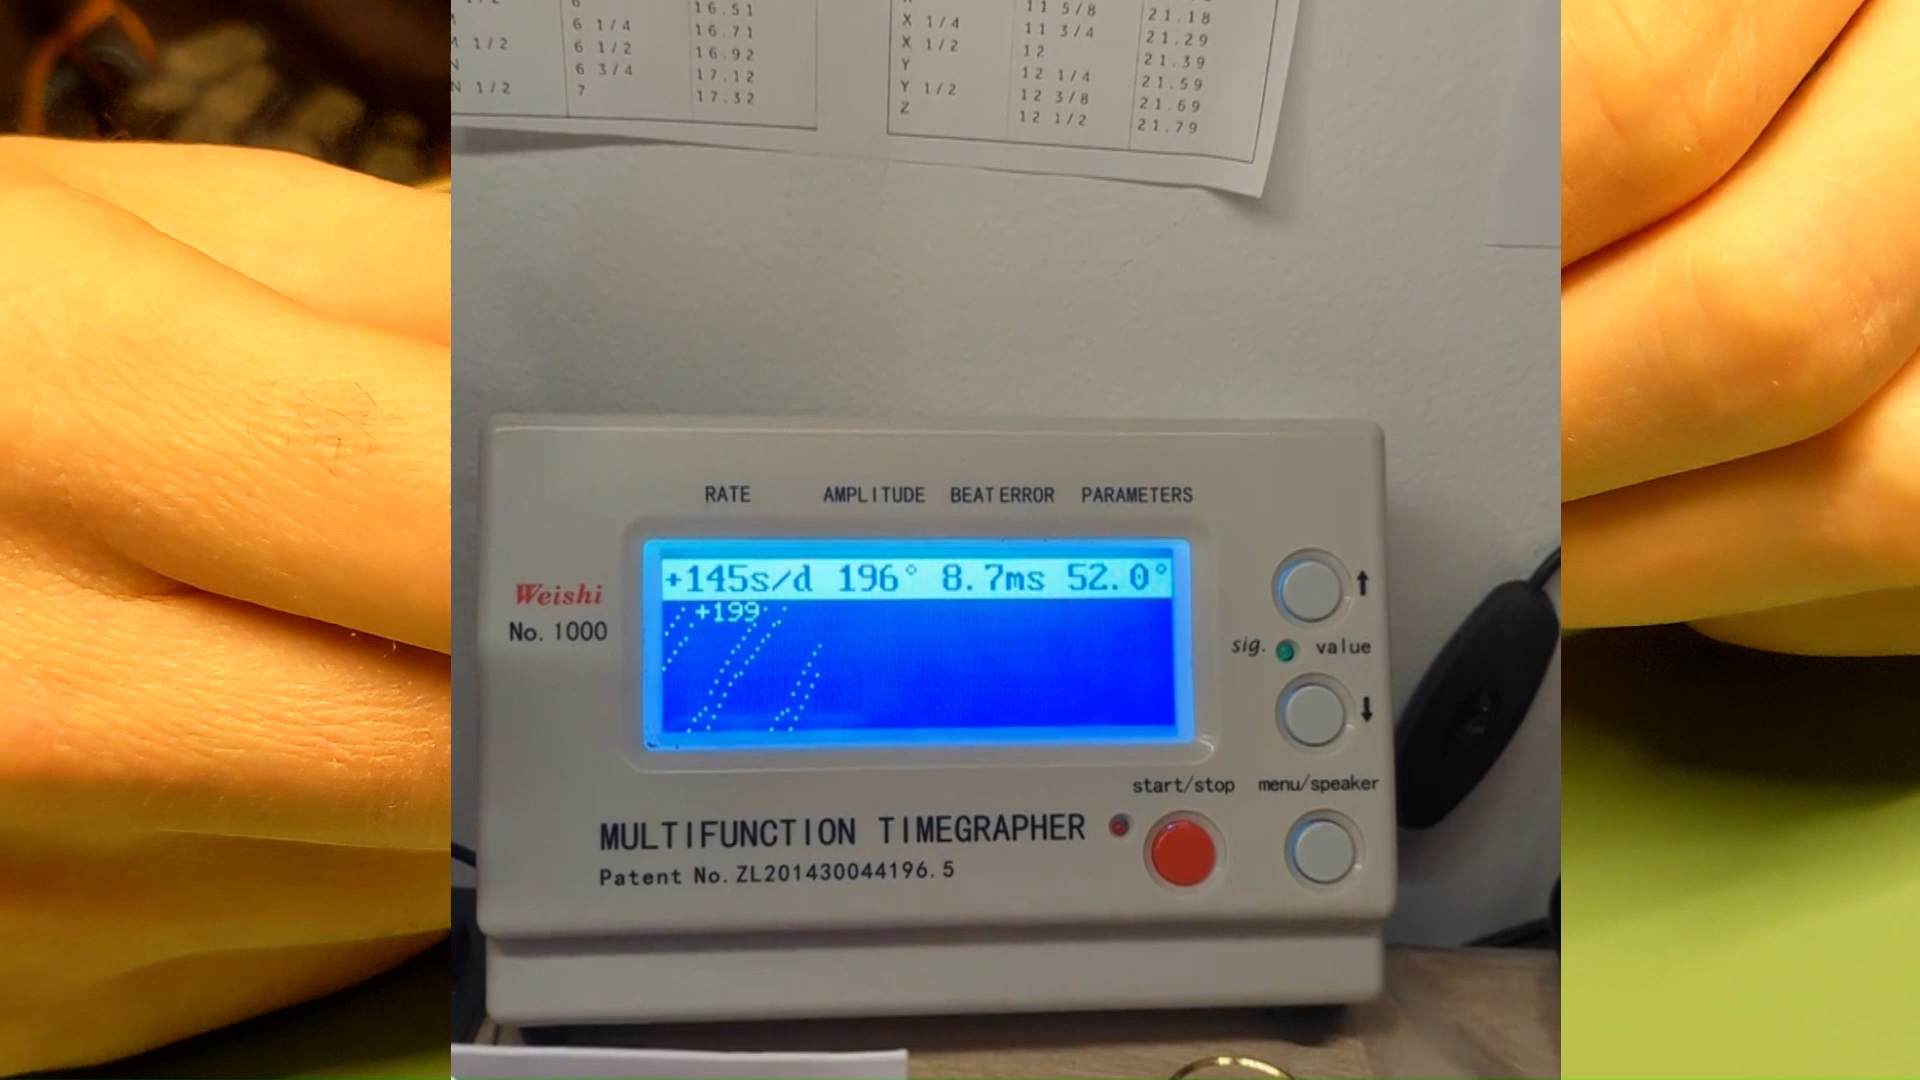 16.51
6 1/4 16.71
M 1/2 6 1/2 16.92
N 6 3/4 17.12
N 1/2 7 17.32
11 5/8 21.18
X 1/4 11 3/4 21.29
X 1/2 12 21.39
Y 12 1/4 21.59
Y 1/2 12 3/8 21.69
Z 12 1/2 21.79
RATE AMPLITUDE BEAT ERROR PARAMETERS
+145s/d 196° 8.7ms 52.0°
+199
Weishi
No. 1000
sig. value
start/stop menu/speaker
MULTIFUNCTION TIMEGRAPHER
Patent No. ZL201430044196.5